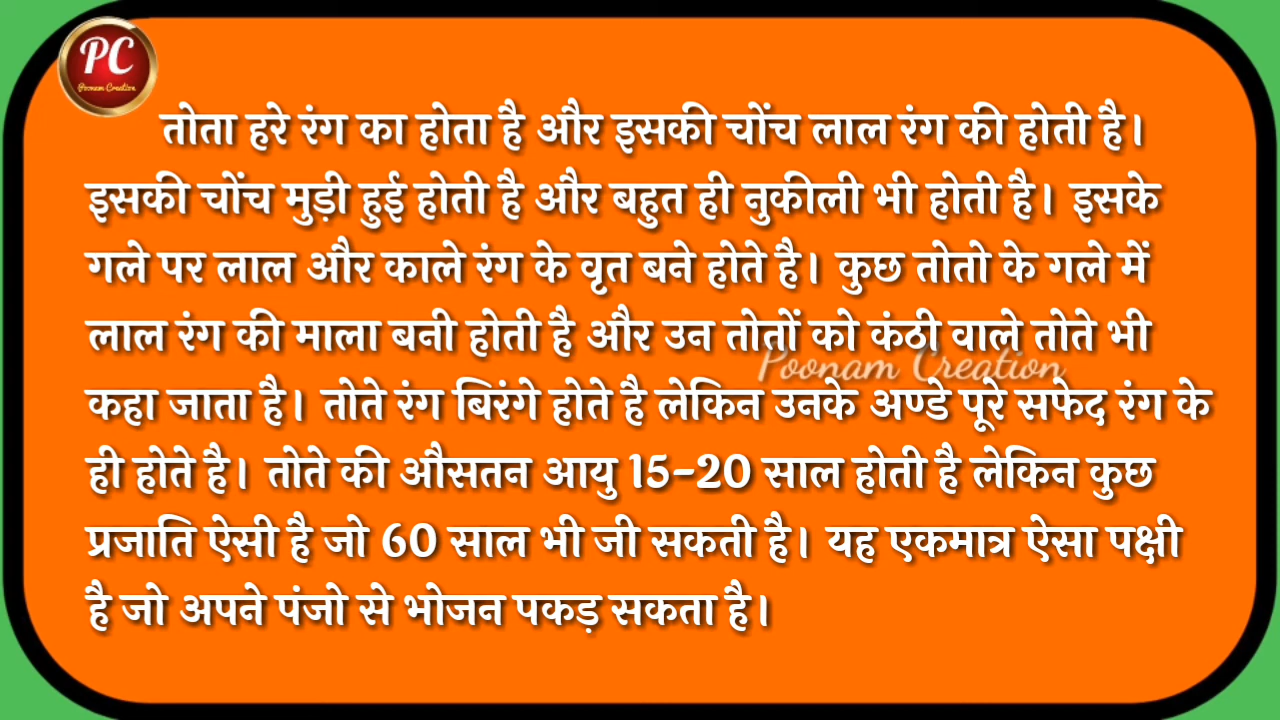 PC
Poonam Creation
तोता हरे रंग का होता है और इसकी चोंच लाल रंग की होती है।
इसकी चोंच मुड़ी हुई होती है और बहुत ही नुकीली भी होती है। इसके
गले पर लाल और काले रंग के वृत बने होते है। कुछ तोतो के गले में
लाल रंग की माला बनी होती है और उन तोतों को कंठी वाले तोते भी
Poonam Creation
कहा जाता है। तोते रंग बिरंगे होते है लेकिन उनके अण्डे पूरे सफेद रंग के
ही होते है। तोते की औसतन आयु 15-20 साल होती है लेकिन कुछ
प्रजाति ऐसी है जो 60 साल भी जी सकती है। यह एकमात्र ऐसा पक्षी
है जो अपने पंजो से भोजन पकड़ सकता है।